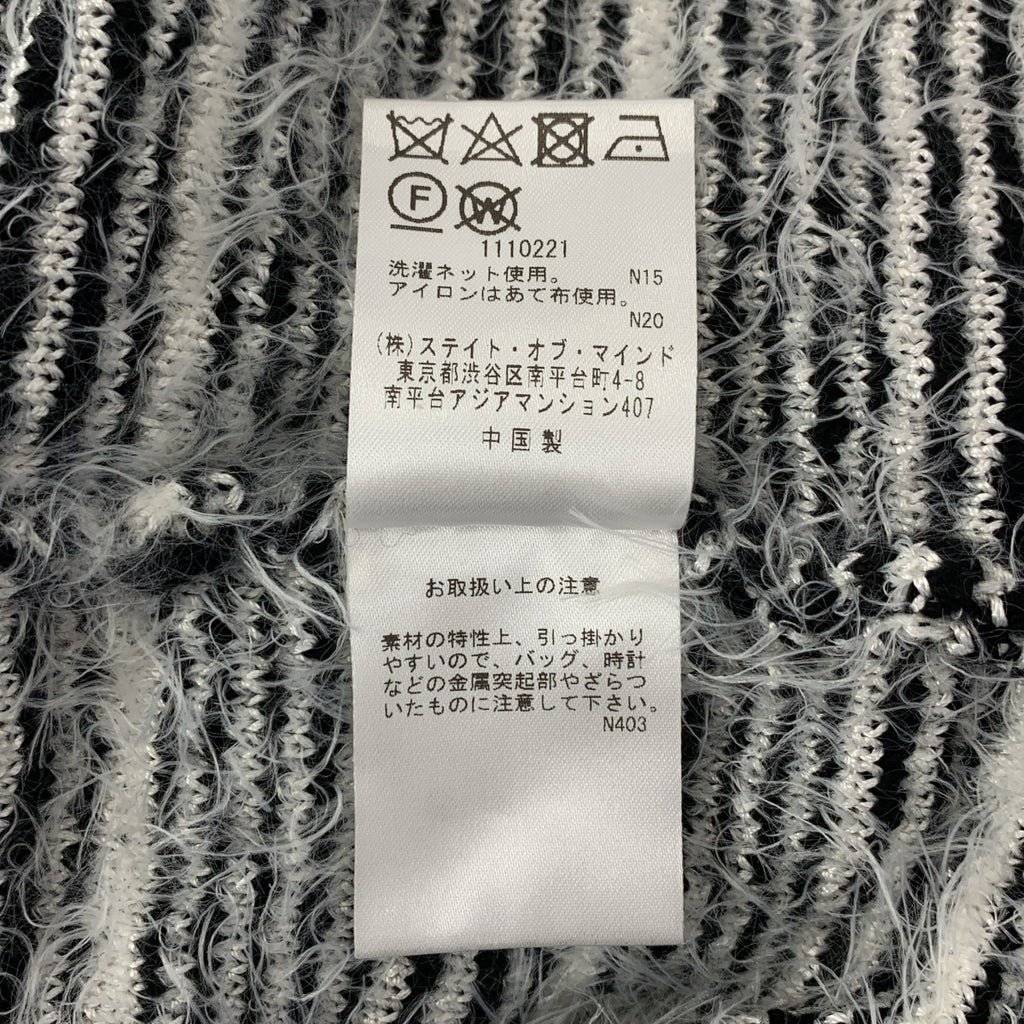 F W
1110221
洗濯ネット使用。 N15
アイロンはあて布使用。
N20
(株)ステイト・オブ・マインド
東京都渋谷区南平台町4-8
南平台アジアマンション407
中国製
お取扱い上の注意
素材の特性上、引っ掛かり
やすいので、バッグ、時計
などの金属突起部やざらつ
いたものに注意して下さい。
N403